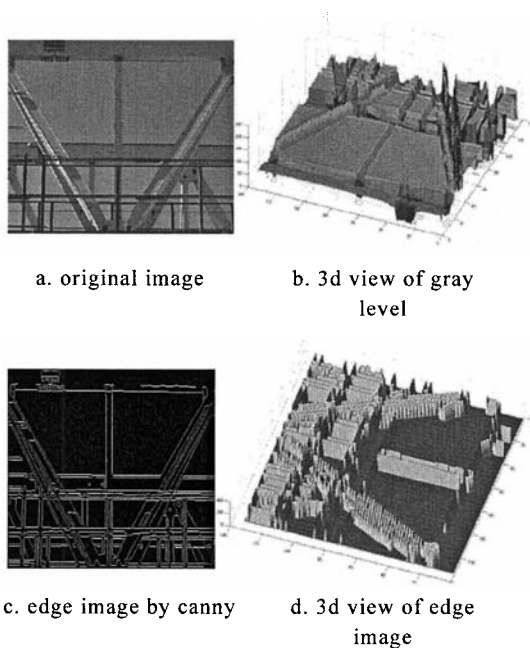 a. original image
b. 3d view of gray
level
c. edge image by canny
d. 3d view of edge
image